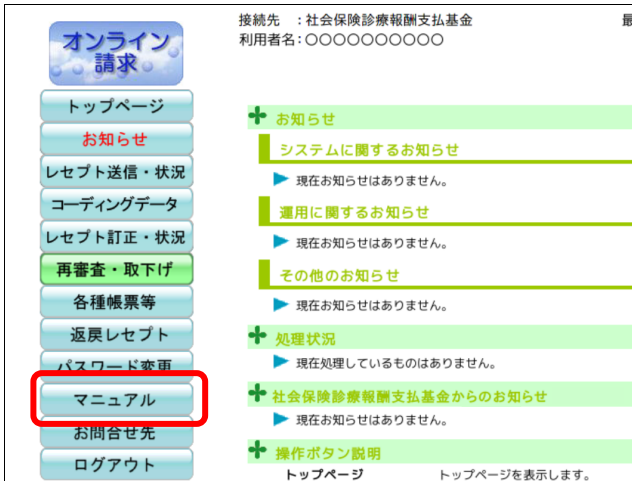 接続先 ：社会保険診療報酬支払基金
最
利用者名：〇〇〇〇〇〇〇〇〇〇
オンライン
請求
トップページ
お知らせ
レセプト送信・状況
コーディングデータ
レセプト訂正・状況
再審査・取下げ
各種帳票等
返戻レセプト
パスワード変更
マニュアル
お問合せ先
ログアウト
お知らせ
システムに関するお知らせ
現在お知らせはありません。
運用に関するお知らせ
現在お知らせはありません。
その他のお知らせ
現在お知らせはありません。
処理状況
現在処理しているものはありません。
社会保険診療報酬支払基金からのお知らせ
現在お知らせはありません。
操作ボタン説明
トップページ トップページを表示します。